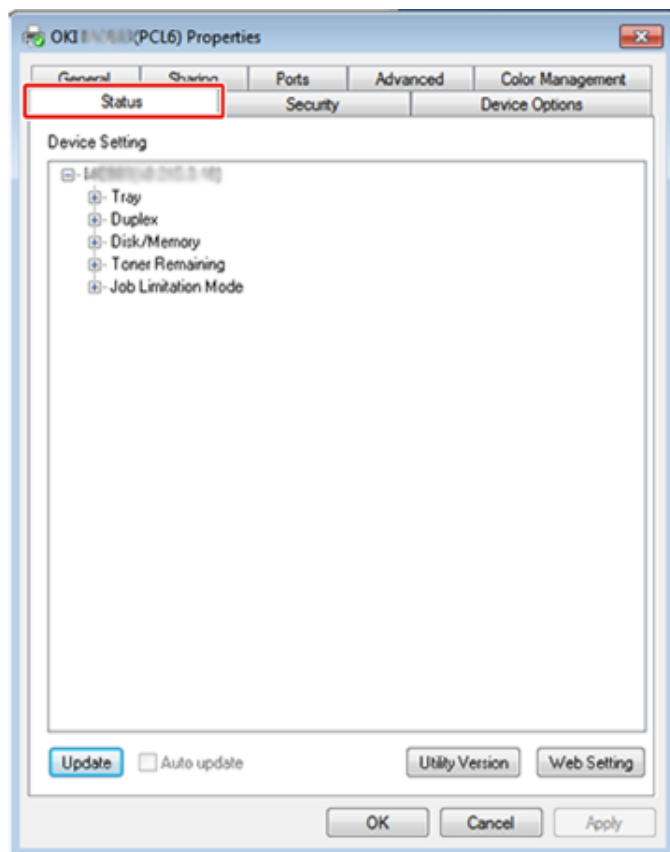 OKI (PCL6) Properties
General Sharing Ports Advanced Color Management
Status Security Device Options
Device Setting
Tray
Duplex
Disk/Memory
Toner Remaining
Job Limitation Mode
Update Auto update Utility Version Web Setting
OK Cancel Apply